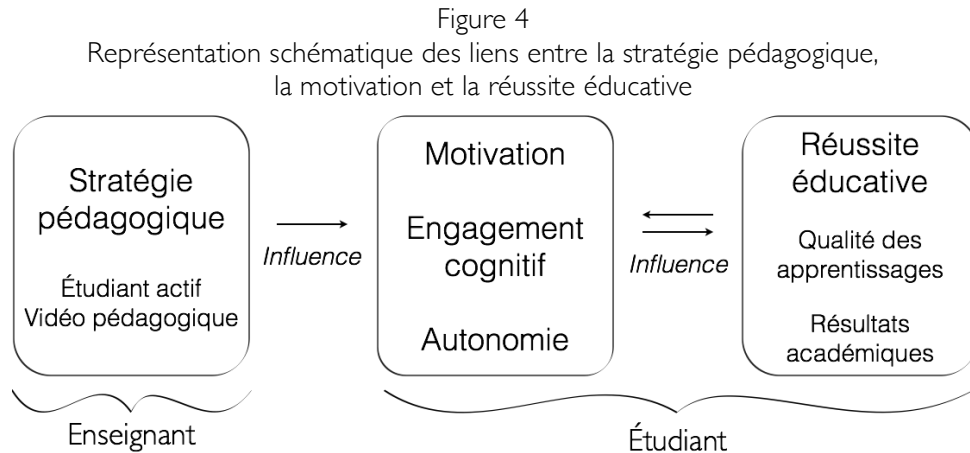 Figure 4
Représentation schématique des liens entre la stratégie pédagogique,
la motivation et la réussite éducative
Stratégie
pédagogique
Étudiant actif
Vidéo pédagogique
Influence
Motivation
Engagement
cognitif
Autonomie
Influence
Réussite
éducative
Qualité des
apprentissages
Résultats
académiques
Enseignant
Étudiant